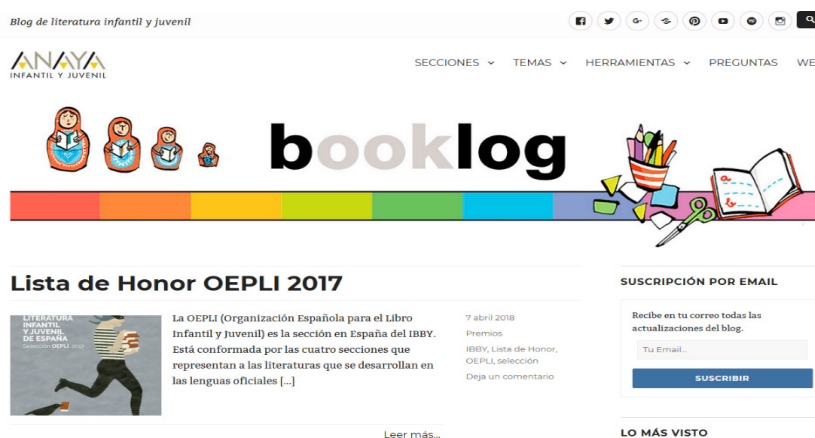 Blog de literatura infantil y juvenil
ANAYA
INFANTIL Y JUVENIL
SECCIONES TEMAS HERRAMIENTAS PREGUNTAS WE
booklog
Lista de Honor OEPLI 2017
LITERATURA
INFANTIL
Y JUVENIL
DE ESPAÑA
Selección OEPLI 2017
La OEPLI (Organización Española para el Libro
Infantil y Juvenil) es la sección en España del IBBY.
Está conformada por las cuatro secciones que
representan a las literaturas que se desarrollan en
las lenguas oficiales [...]
Leer más...
7 abril 2018
Premios
IBBY, Lista de Honor,
OEPLI, selección
Deja un comentario
SUSCRIPCIÓN POR EMAIL
Recibe en tu correo todas las
actualizaciones del blog.
Tu Email...
SUSCRIBIR
LO MÁS VISTO